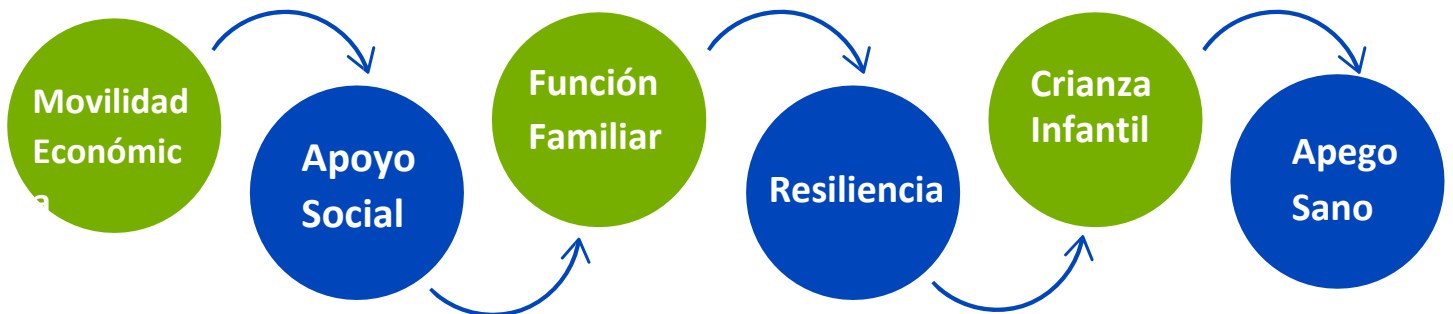 Movilidad
Económic
a
Apoyo
Social
Función
Familiar
Resiliencia
Crianza
Infantil
Apego
Sano